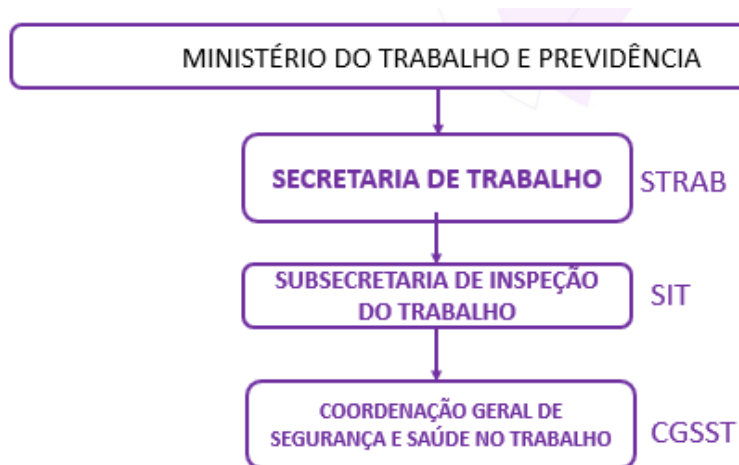 MINISTÉRIO DO TRABALHO E PREVIDÊNCIA
SECRETARIA DE TRABALHO
STRAB
SUBSECRETARIA DE INSPEÇÃO
DO TRABALHO
SIT
COORDENAÇÃO GERAL DE
SEGURANÇA E SAÚDE NO TRABALHO
CGSST